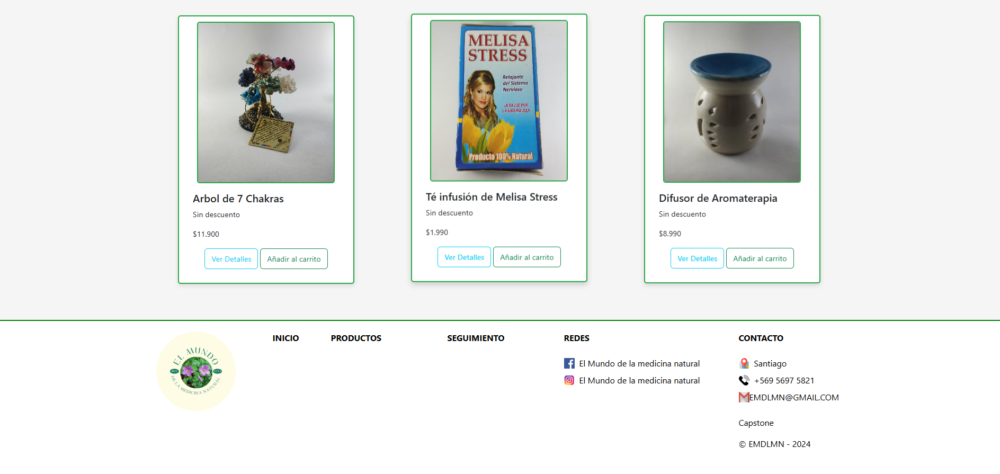 MELISA
STRESS
Relajante
del Sistema
Nervioso
LA SALUD POR
LA NATURALEZA
Producto 100% Natural
Arbol de 7 Chakras
Sin descuento
$11.900
Ver Detalles
Añadir al carrito
Té infusión de Melisa Stress
Sin descuento
$1.990
Ver Detalles
Añadir al carrito
Difusor de Aromaterapia
Sin descuento
$8.990
Ver Detalles
Añadir al carrito
EL MUNDO
DE LA MEDICINA NATURAL
INICIO
PRODUCTOS
SEGUIMIENTO
REDES
El Mundo de la medicina natural
El Mundo de la medicina natural
CONTACTO
Santiago
+569 5697 5821
EMDLMN@GMAIL.COM
Capstone
© EMDLMN - 2024